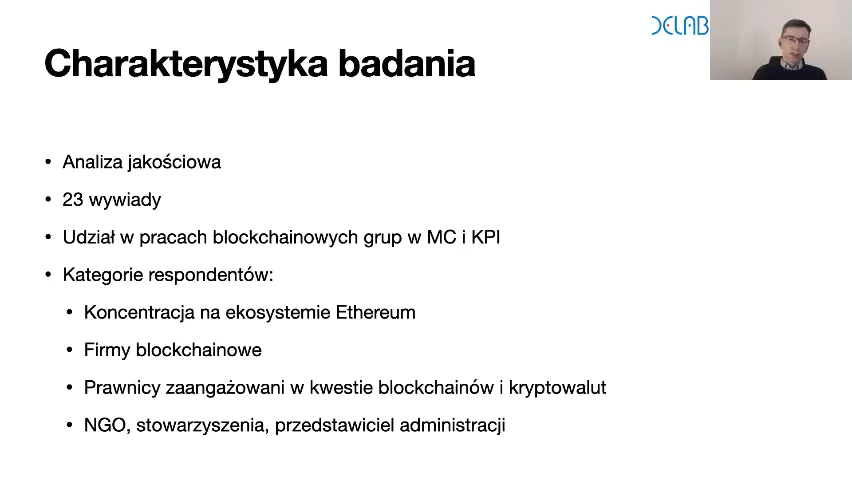 DELAB
Charakterystyka badania
• Analiza jakościowa
• 23 wywiady
• Udział w pracach blockchainowych grup w MC i KPI
• Kategorie respondentów:
• Koncentracja na ekosystemie Ethereum
• Firmy blockchainowe
• Prawnicy zaangażowani w kwestie blockchainów i kryptowalut
• NGO, stowarzyszenia, przedstawiciel administracji